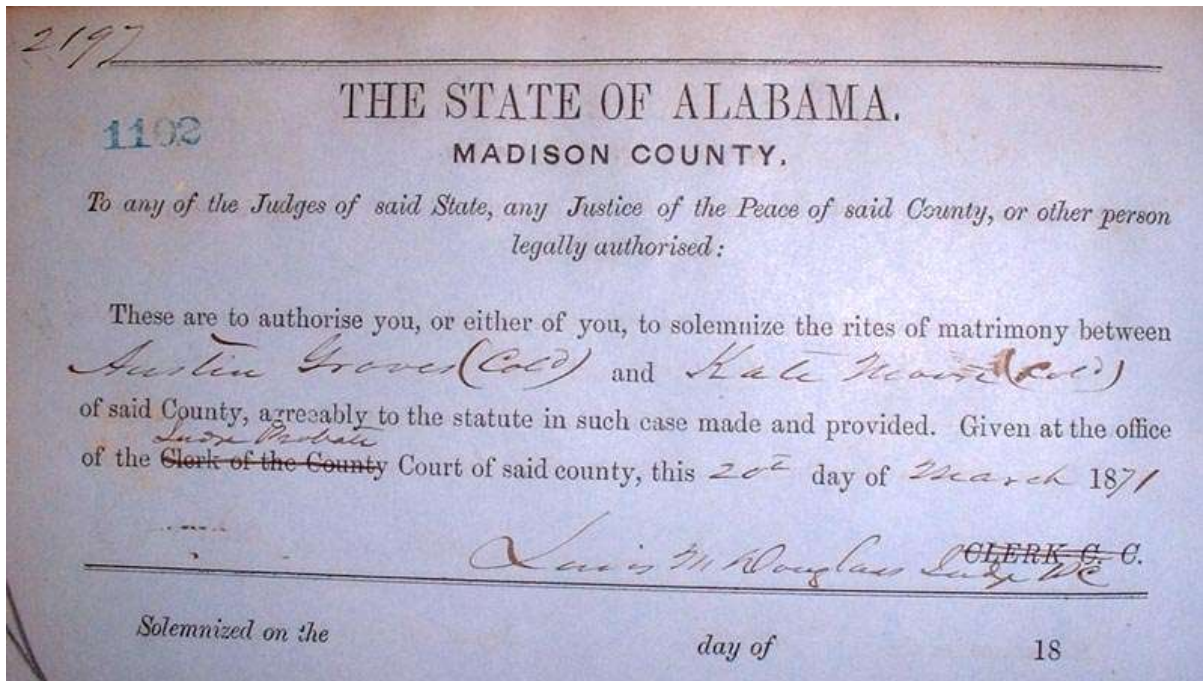 2197
THE STATE OF ALABAMA.
1102
MADISON COUNTY.
To any of the Judges of said State, any Justice of the Peace of said County, or other person
legally authorised:
These are to authorise you, or either of you, to solemnize the rites of matrimony between
Austin Groves (Cold) and Kate (Cold)
of said County, agreeably to the statute in such case made and provided. Given at the office
Judge Probate
of the Clerk of the County Court of said county, this 20th day of March 1871
CLERK C. C.
Lewis M Douglass Judge
Solemnized on the day of 18